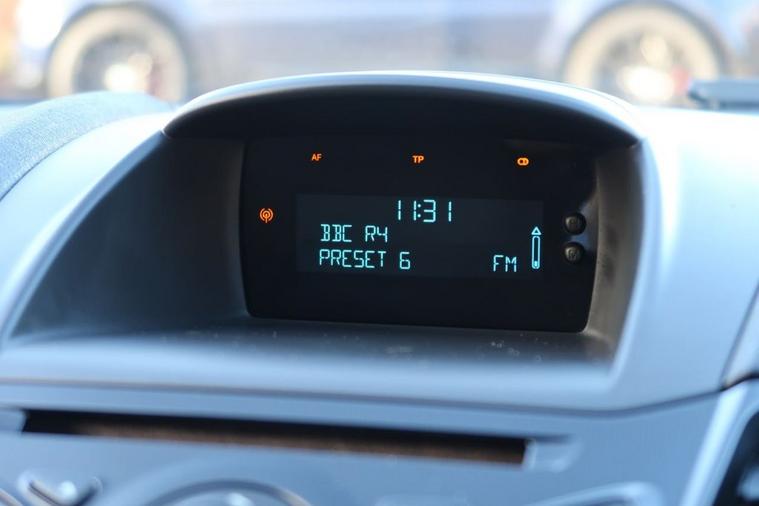 AF TP
11:31
BBC R4
PRESET 6 FM